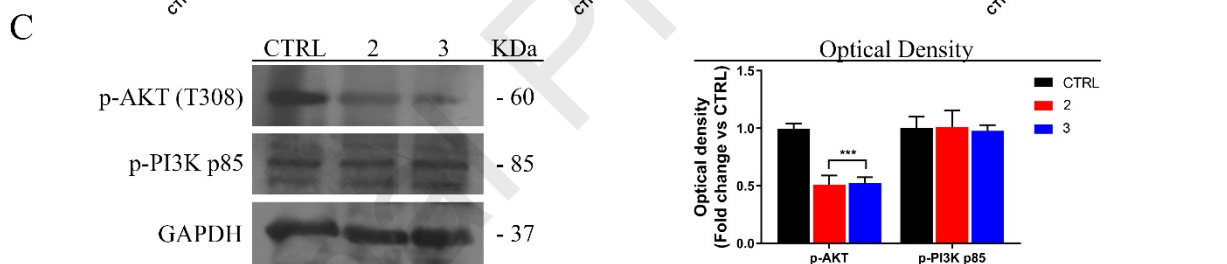 C
CTRL 2 3 KDa
p-AKT (T308) - 60
p-PI3K p85 - 85
GAPDH - 37
Optical Density
Optical density
(Fold change vs CTRL)
1.5
1.0
0.5
0.0
***
p-AKT p-PI3K p85
CTRL
2
3